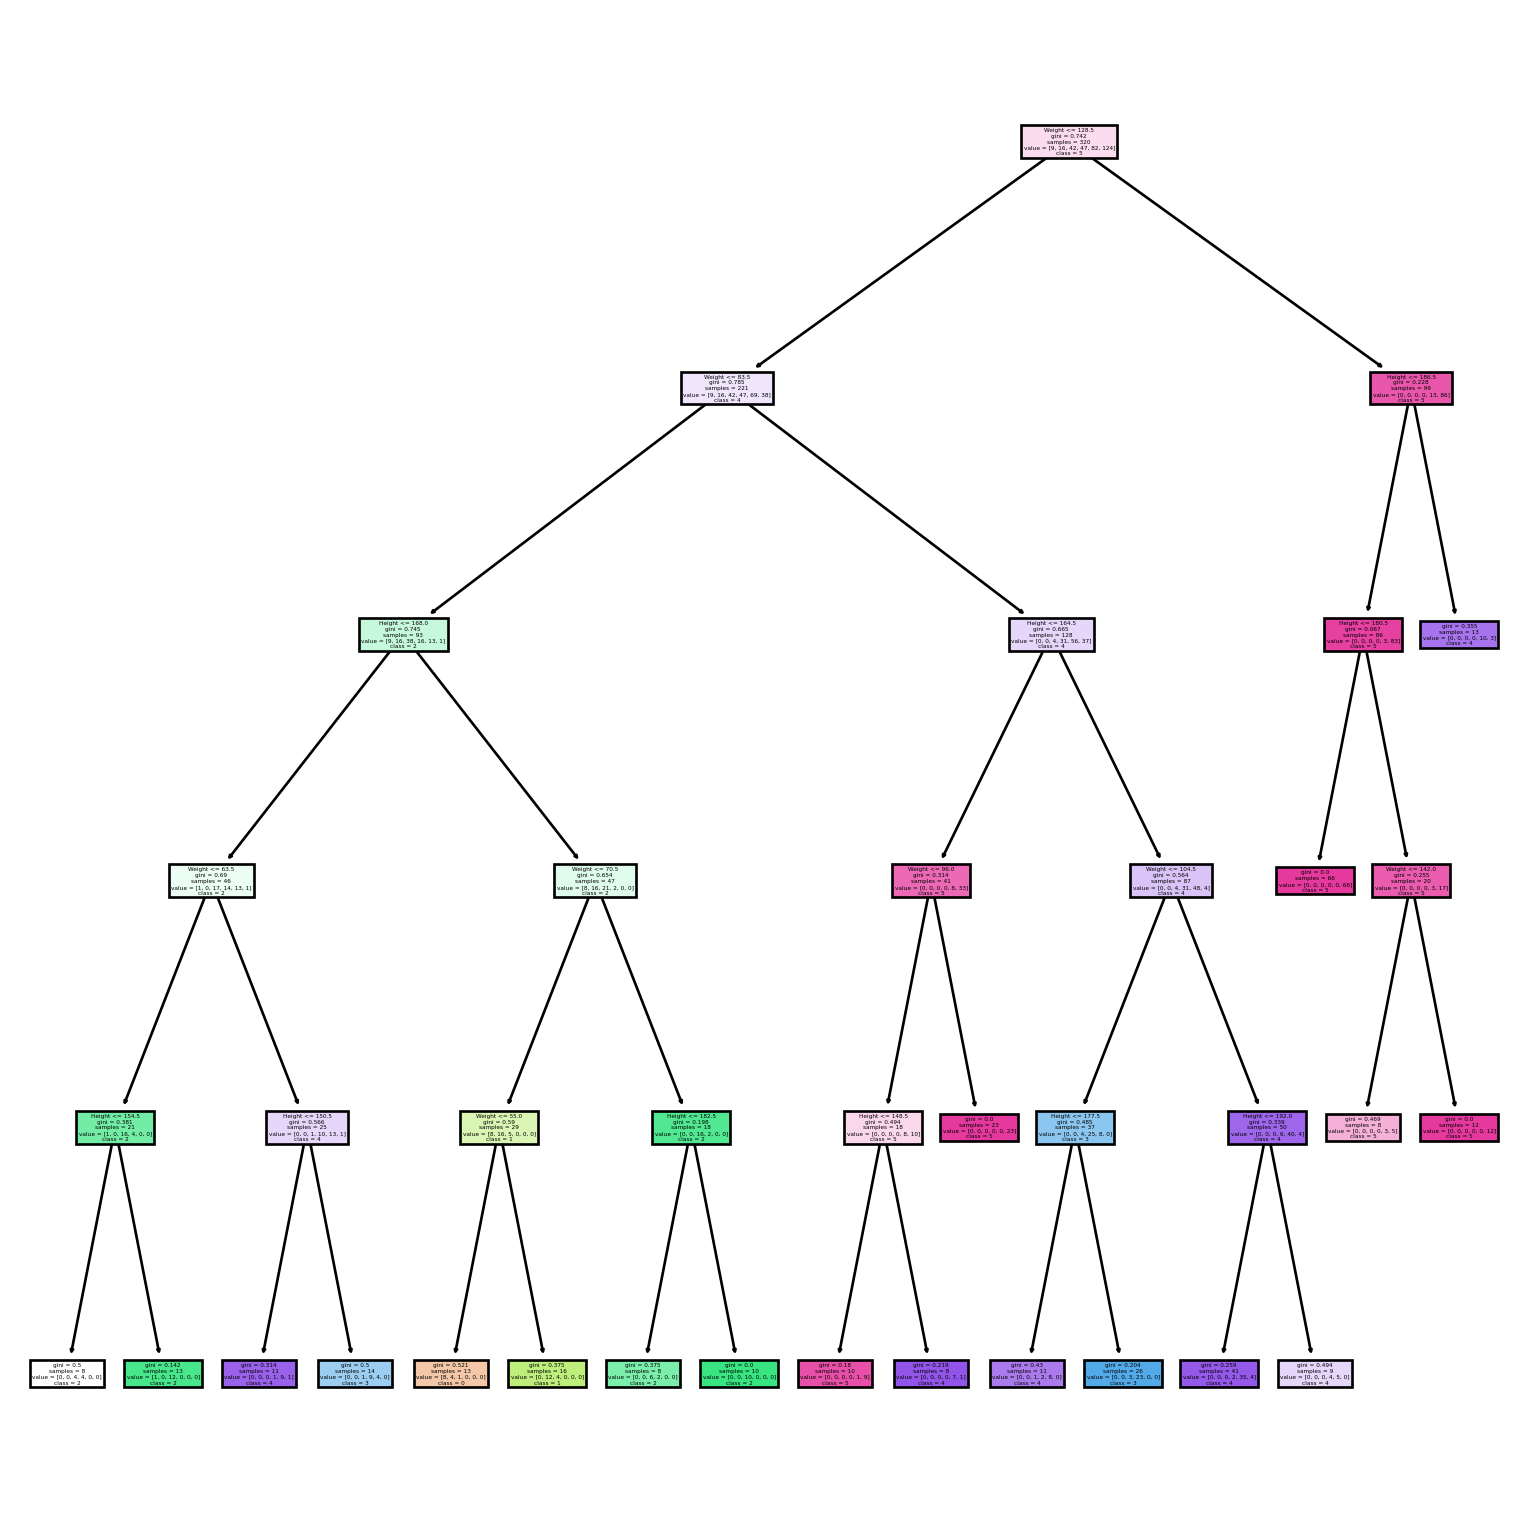 Weight <= 128.5
gini = 0.742
samples = 320
value = [9, 16, 42, 47, 82, 124]
class = 5
Weight <= 83.5
gini = 0.785
samples = 221
value = [9, 16, 42, 47, 69, 38]
class = 4
Height <= 186.5
gini = 0.228
samples = 99
value = [0, 0, 0, 0, 13, 86]
class = 5
Height <= 168.0
gini = 0.745
samples = 93
value = [9, 16, 38, 16, 13, 1]
class = 2
Height <= 164.5
gini = 0.665
samples = 128
value = [0, 0, 4, 31, 56, 37]
class = 4
Height <= 180.5
gini = 0.067
samples = 86
value = [0, 0, 0, 0, 3, 83]
class = 5
gini = 0.355
samples = 13
value = [0, 0, 0, 0, 10, 3]
class = 4
Weight <= 63.5
gini = 0.69
samples = 46
value = [1, 0, 17, 14, 13, 1]
class = 2
Weight <= 70.5
gini = 0.654
samples = 47
value = [8, 16, 21, 2, 0, 0]
class = 2
Weight <= 96.0
gini = 0.314
samples = 41
value = [0, 0, 0, 0, 8, 33]
class = 5
Weight <= 104.5
gini = 0.564
samples = 87
value = [0, 0, 4, 31, 48, 4]
class = 4
gini = 0.0
samples = 66
value = [0, 0, 0, 0, 0, 66]
class = 5
Weight <= 142.0
gini = 0.255
samples = 20
value = [0, 0, 0, 0, 3, 17]
class = 5
Height <= 154.5
gini = 0.381
samples = 21
value = [1, 0, 16, 4, 0, 0]
class = 2
Height <= 150.5
gini = 0.566
samples = 25
value = [0, 0, 1, 10, 13, 1]
class = 4
Weight <= 55.0
gini = 0.59
samples = 29
value = [8, 16, 5, 0, 0, 0]
class = 1
Height <= 182.5
gini = 0.198
samples = 18
value = [0, 0, 16, 2, 0, 0]
class = 2
Height <= 148.5
gini = 0.494
samples = 18
value = [0, 0, 0, 0, 8, 10]
class = 5
gini = 0.0
samples = 23
value = [0, 0, 0, 0, 0, 23]
class = 5
Height <= 177.5
gini = 0.485
samples = 37
value = [0, 0, 4, 25, 8, 0]
class = 3
Height <= 192.0
gini = 0.339
samples = 50
value = [0, 0, 0, 6, 40, 4]
class = 4
gini = 0.469
samples = 8
value = [0, 0, 0, 0, 3, 5]
class = 5
gini = 0.0
samples = 12
value = [0, 0, 0, 0, 0, 12]
class = 5
gini = 0.5
samples = 8
value = [0, 0, 4, 4, 0, 0]
class = 2
gini = 0.142
samples = 13
value = [1, 0, 12, 0, 0, 0]
class = 2
gini = 0.314
samples = 11
value = [0, 0, 0, 1, 9, 1]
class = 4
gini = 0.5
samples = 14
value = [0, 0, 1, 9, 4, 0]
class = 3
gini = 0.521
samples = 13
value = [8, 4, 1, 0, 0, 0]
class = 0
gini = 0.375
samples = 16
value = [0, 12, 4, 0, 0, 0]
class = 1
gini = 0.375
samples = 8
value = [0, 0, 6, 2, 0, 0]
class = 2
gini = 0.0
samples = 10
value = [0, 0, 10, 0, 0, 0]
class = 2
gini = 0.18
samples = 10
value = [0, 0, 0, 0, 1, 9]
class = 5
gini = 0.219
samples = 8
value = [0, 0, 0, 0, 7, 1]
class = 4
gini = 0.43
samples = 11
value = [0, 0, 1, 2, 8, 0]
class = 4
gini = 0.204
samples = 26
value = [0, 0, 3, 23, 0, 0]
class = 3
gini = 0.259
samples = 41
value = [0, 0, 0, 2, 35, 4]
class = 4
gini = 0.494
samples = 9
value = [0, 0, 0, 4, 5, 0]
class = 4